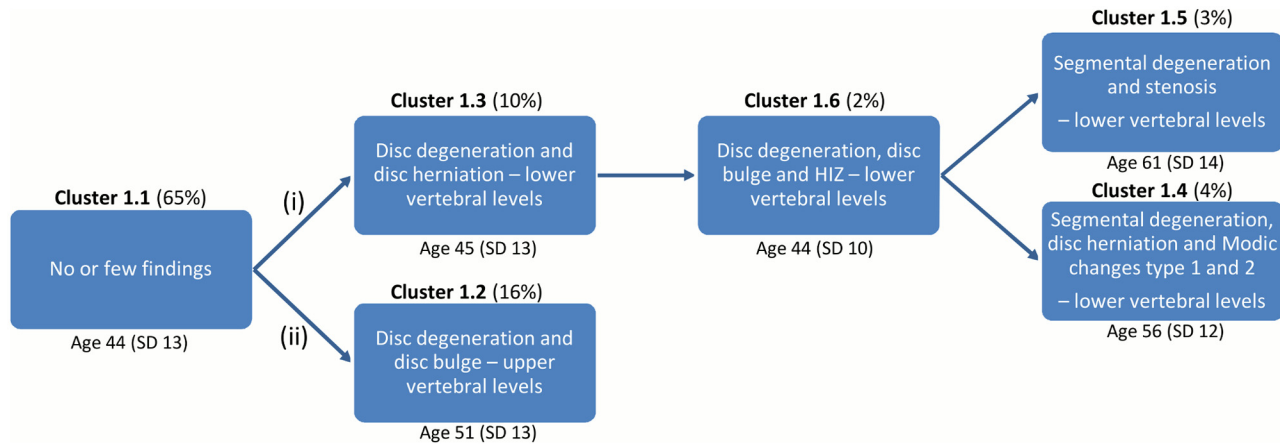 Cluster 1.1 (65%)
No or few findings
Age 44 (SD 13)
(i)
(ii)
Cluster 1.3 (10%)
Disc degeneration and
disc herniation – lower
vertebral levels
Age 45 (SD 13)
Cluster 1.2 (16%)
Disc degeneration and
disc bulge – upper
vertebral levels
Age 51 (SD 13)
Cluster 1.6 (2%)
Disc degeneration, disc
bulge and HIZ – lower
vertebral levels
Age 44 (SD 10)
Cluster 1.5 (3%)
Segmental degeneration
and stenosis
– lower vertebral levels
Age 61 (SD 14)
Cluster 1.4 (4%)
Segmental degeneration,
disc herniation and Modic
changes type 1 and 2
– lower vertebral levels
Age 56 (SD 12)